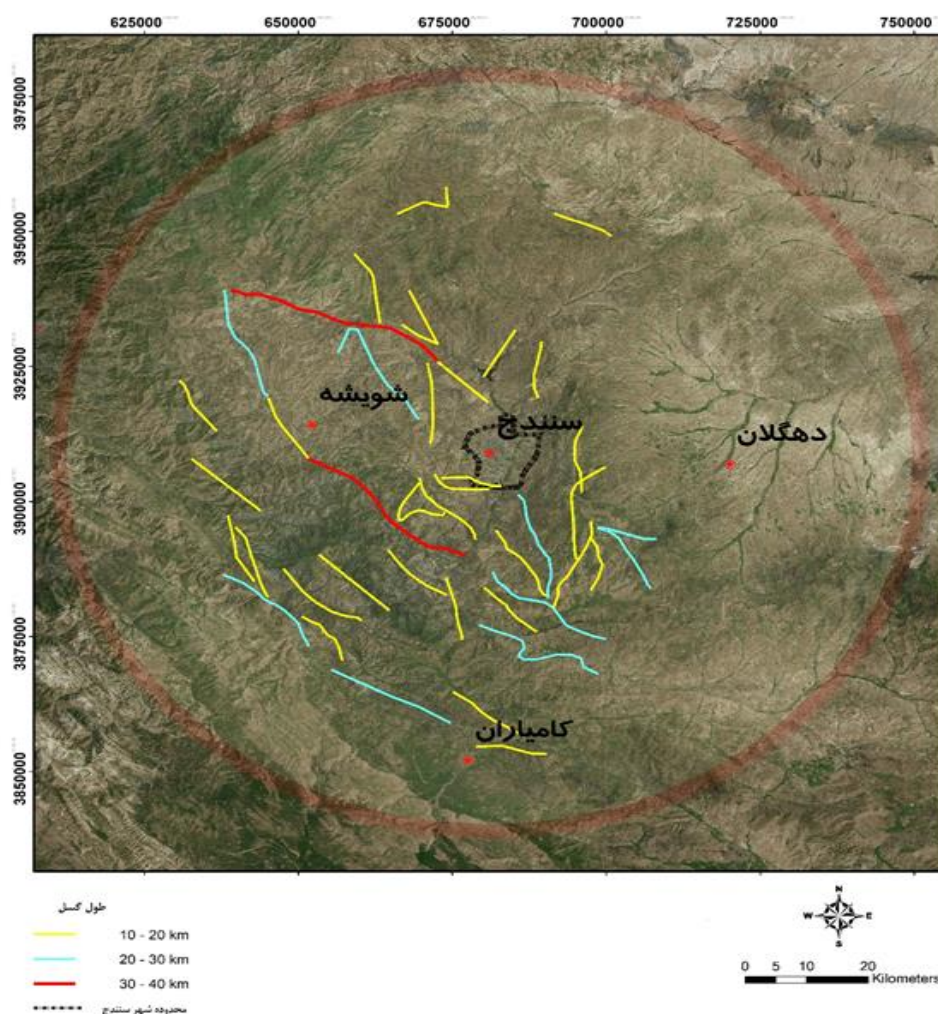 625000 650000 675000 700000 725000 750000
3975000
3950000
3925000
3900000
3875000
3850000
شویشه
سنندج
دهگلان
کامیاران
طول گسل
10 - 20 km
20 - 30 km
30 - 40 km
محدوده شهر سنندج
N
W E
S
0 5 10 20
Kilometers